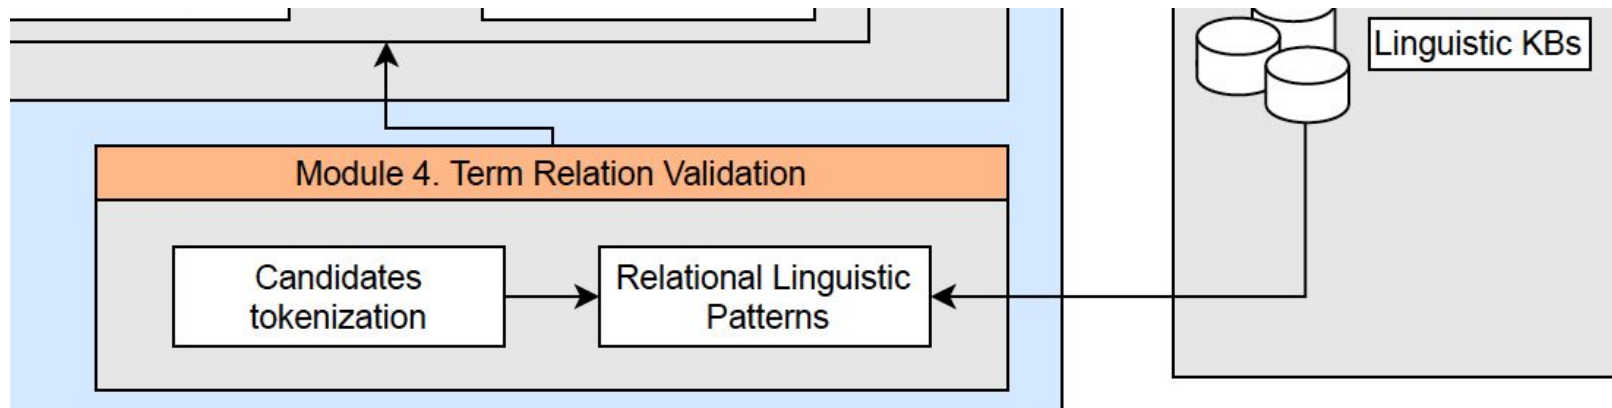 Linguistic KBs
Module 4. Term Relation Validation
Candidates
tokenization
Relational Linguistic
Patterns